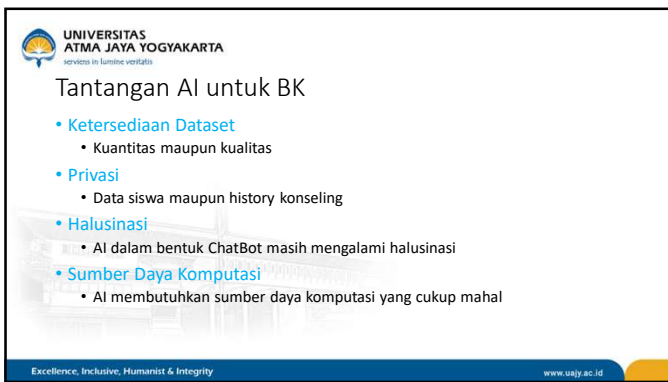 UNIVERSITAS
ATMA JAYA YOGYAKARTA
serviens in lumine veritatis
Tantangan AI untuk BK
• Ketersediaan Dataset
• Kuantitas maupun kualitas
• Privasi
• Data siswa maupun history konseling
• Halusinasi
• AI dalam bentuk ChatBot masih mengalami halusinasi
• Sumber Daya Komputasi
• AI membutuhkan sumber daya komputasi yang cukup mahal
Excellence, Inclusive, Humanist & Integrity
www.uajy.ac.id